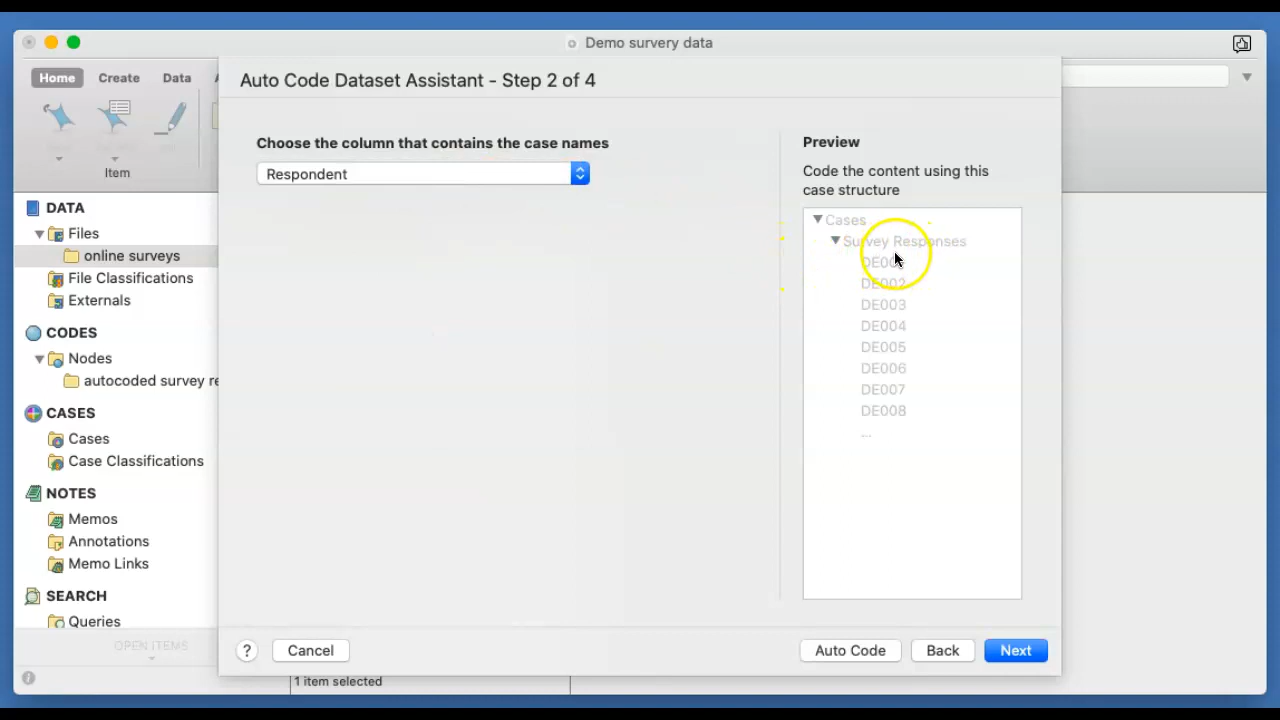 Demo survery data
Home Create Data
Item
Auto Code Dataset Assistant - Step 2 of 4
Choose the column that contains the case names
Respondent
Preview
Code the content using this
case structure
Cases
Survey Responses
DE002
DE003
DE004
DE005
DE006
DE007
DE008
...
DATA
Files
online surveys
File Classifications
Externals
CODES
Nodes
autocoded survey re
CASES
Cases
Case Classifications
NOTES
Memos
Annotations
Memo Links
SEARCH
Queries
OPEN ITEMS
? Cancel Auto Code Back Next
1 item selected